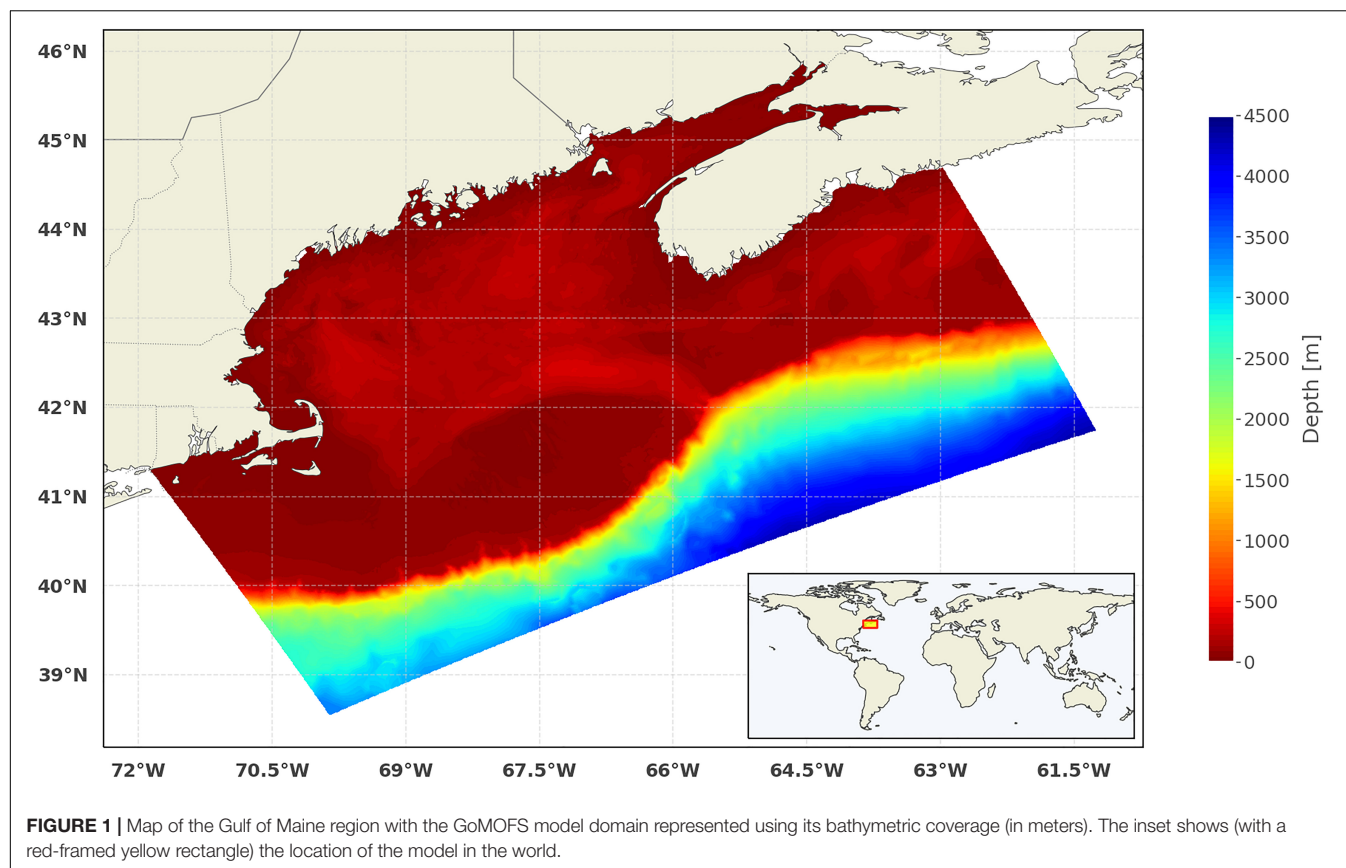 46°N
45°N
44°N
43°N
42°N
41°N
40°N
39°N
72°W 70.5°W 69°W 67.5°W 66°W 64.5°W 63°W 61.5°W
4500
4000
3500
3000
2500
2000
1500
1000
500
0
Depth [m]
FIGURE 1 | Map of the Gulf of Maine region with the GoMOFS model domain represented using its bathymetric coverage (in meters). The inset shows (with a
red-framed yellow rectangle) the location of the model in the world.